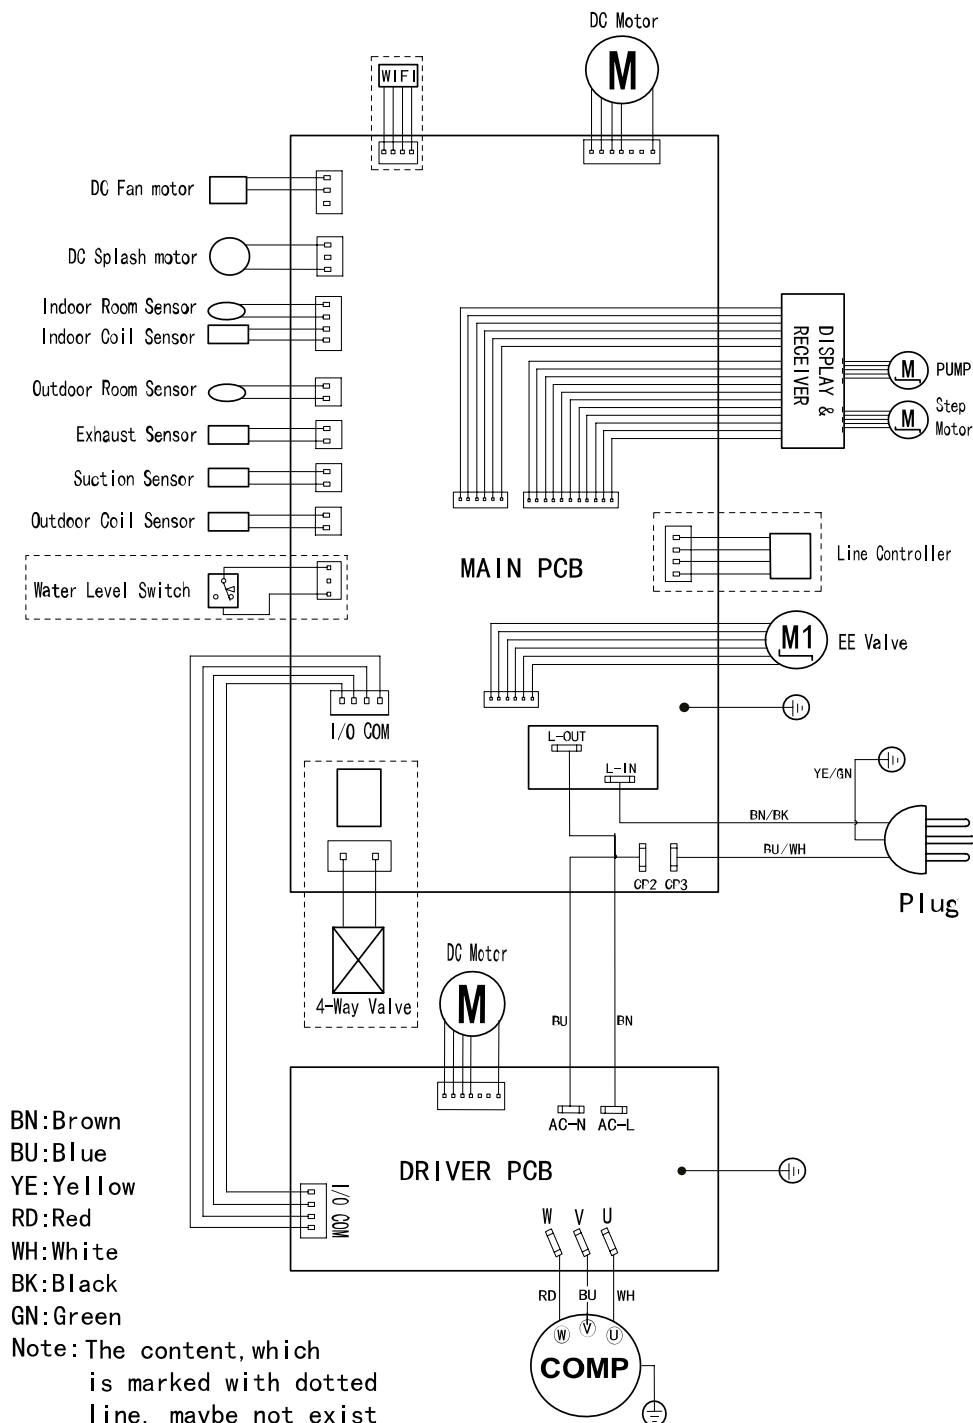 DC Motor
M
WIFI
DC Fan motor
DC Splash motor
Indoor Room Sensor
Indoor Coil Sensor
Outdoor Room Sensor
Exhaust Sensor
Suction Sensor
Outdoor Coil Sensor
Water Level Switch
DISPLAY &
RECEIVER
M
PUMP
M
Step
Motor
MAIN PCB
Line Controller
M1
EE Valve
I/O COM
L-OUT
L-IN
YE/GN
BN/BK
BU/WH
CP2 CP3
Plug
4-Way Valve
DC Motor
M
BU
BN
AC-N AC-L
DRIVER PCB
I/O COM
W V U
RD BU WH
W V U
COMP
BN:Brown
BU:Blue
YE:Yellow
RD:Red
WH:White
BK:Black
GN:Green
Note:The content,which
is marked with dotted
line, maybe not exist